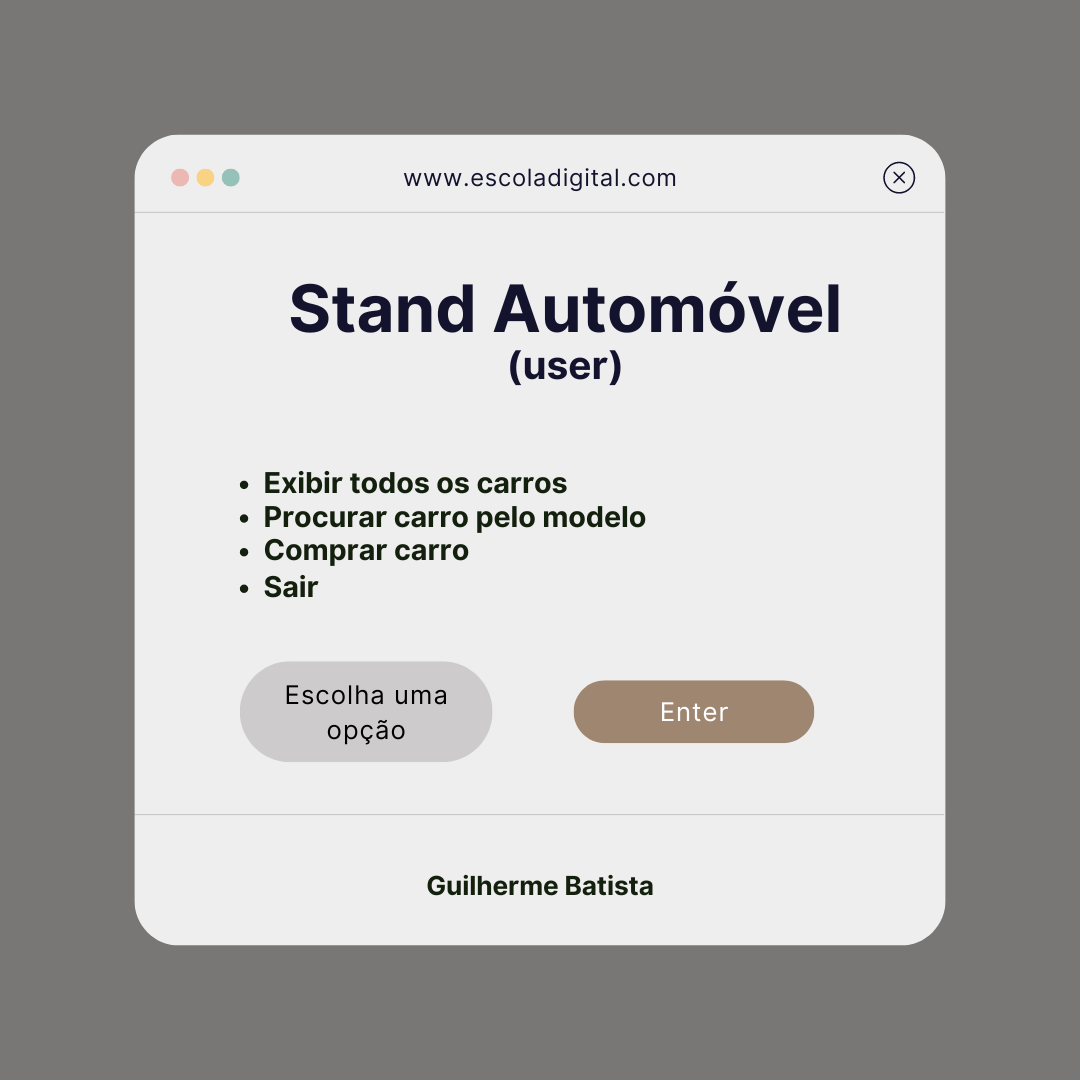 www.escoladigital.com
Stand Automóvel
(user)
• Exibir todos os carros
• Procurar carro pelo modelo
• Comprar carro
• Sair
Escolha uma
opção
Enter
Guilherme Batista